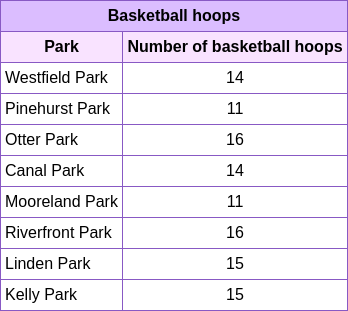 Basketball hoops
Park Number of basketball hoops
Westfield Park 14
Pinehurst Park 11
Otter Park 16
Canal Park 14
Mooreland Park 11
Riverfront Park 16
Linden Park 15
Kelly Park 15